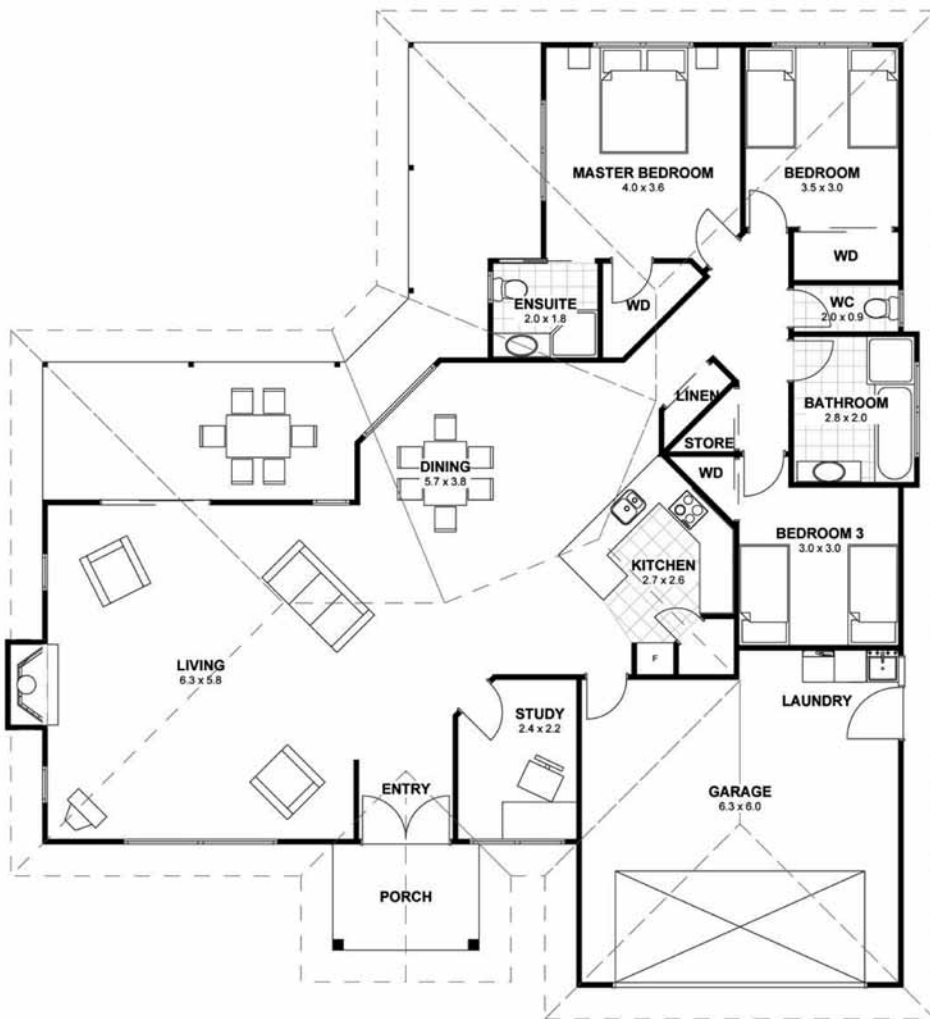 MASTER BEDROOM
4.0 x 3.6
BEDROOM
3.5 x 3.0
WD
ENSUITE
2.0 x 1.8
WD
WC
2.0 x 0.9
LINEN
BATHROOM
2.8 x 2.0
STORE
DINING
5.7 x 3.8
WD
BEDROOM 3
3.0 x 3.0
KITCHEN
2.7 x 2.6
LIVING
6.3 x 5.8
F
STUDY
2.4 x 2.2
LAUNDRY
ENTRY
GARAGE
6.3 x 6.0
PORCH